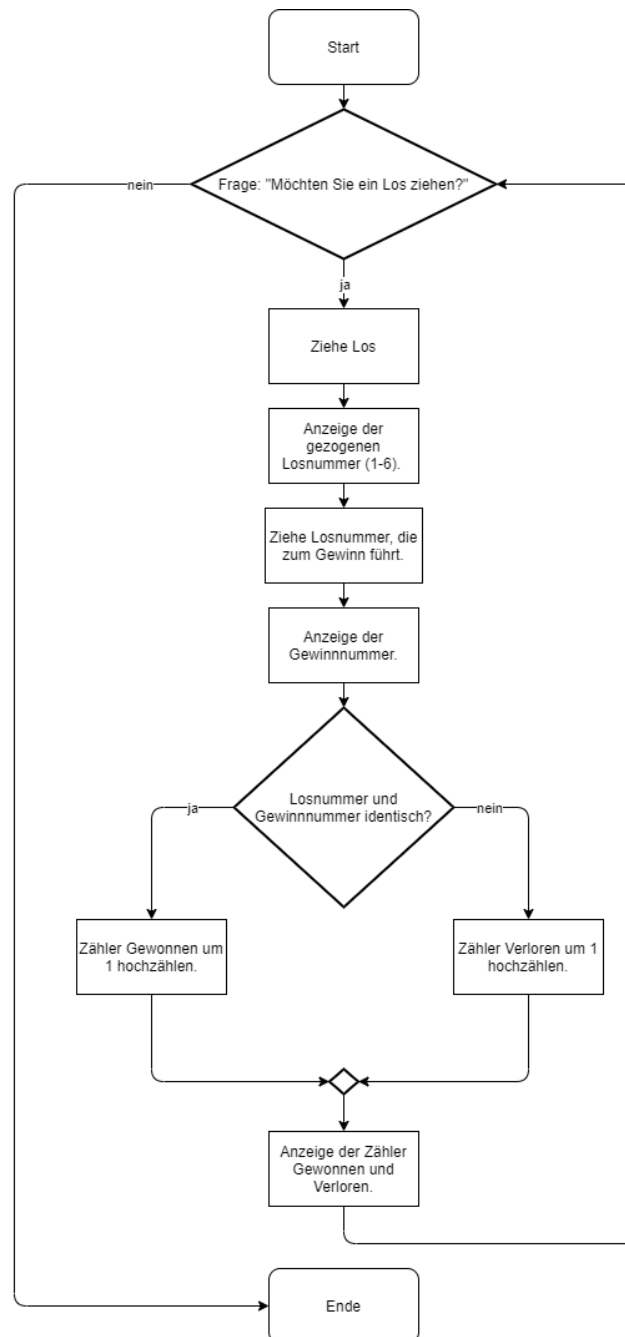 Start
nein
Frage: "Möchten Sie ein Los ziehen?"
ja
Ziehe Los
Anzeige der
gezogenen
Losnummer (1-6).
Ziehe Losnummer, die
zum Gewinn führt.
Anzeige der
Gewinnnummer.
Losnummer und
Gewinnnummer identisch?
ja
nein
Zähler Gewonnen um
1 hochzählen.
Zähler Verloren um 1
hochzählen.
Anzeige der Zähler
Gewonnen und
Verloren.
Ende